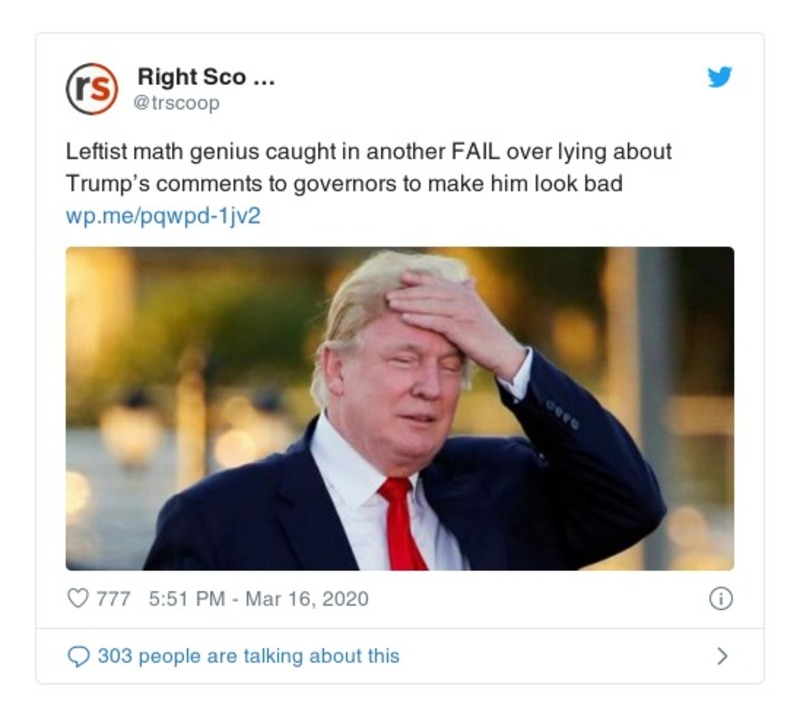 rs
Right Sco ...
@trscoop
Leftist math genius caught in another FAIL over lying about
Trump’s comments to governors to make him look bad
wp.me/pqwpd-1jv2
777 5:51 PM - Mar 16, 2020
303 people are talking about this